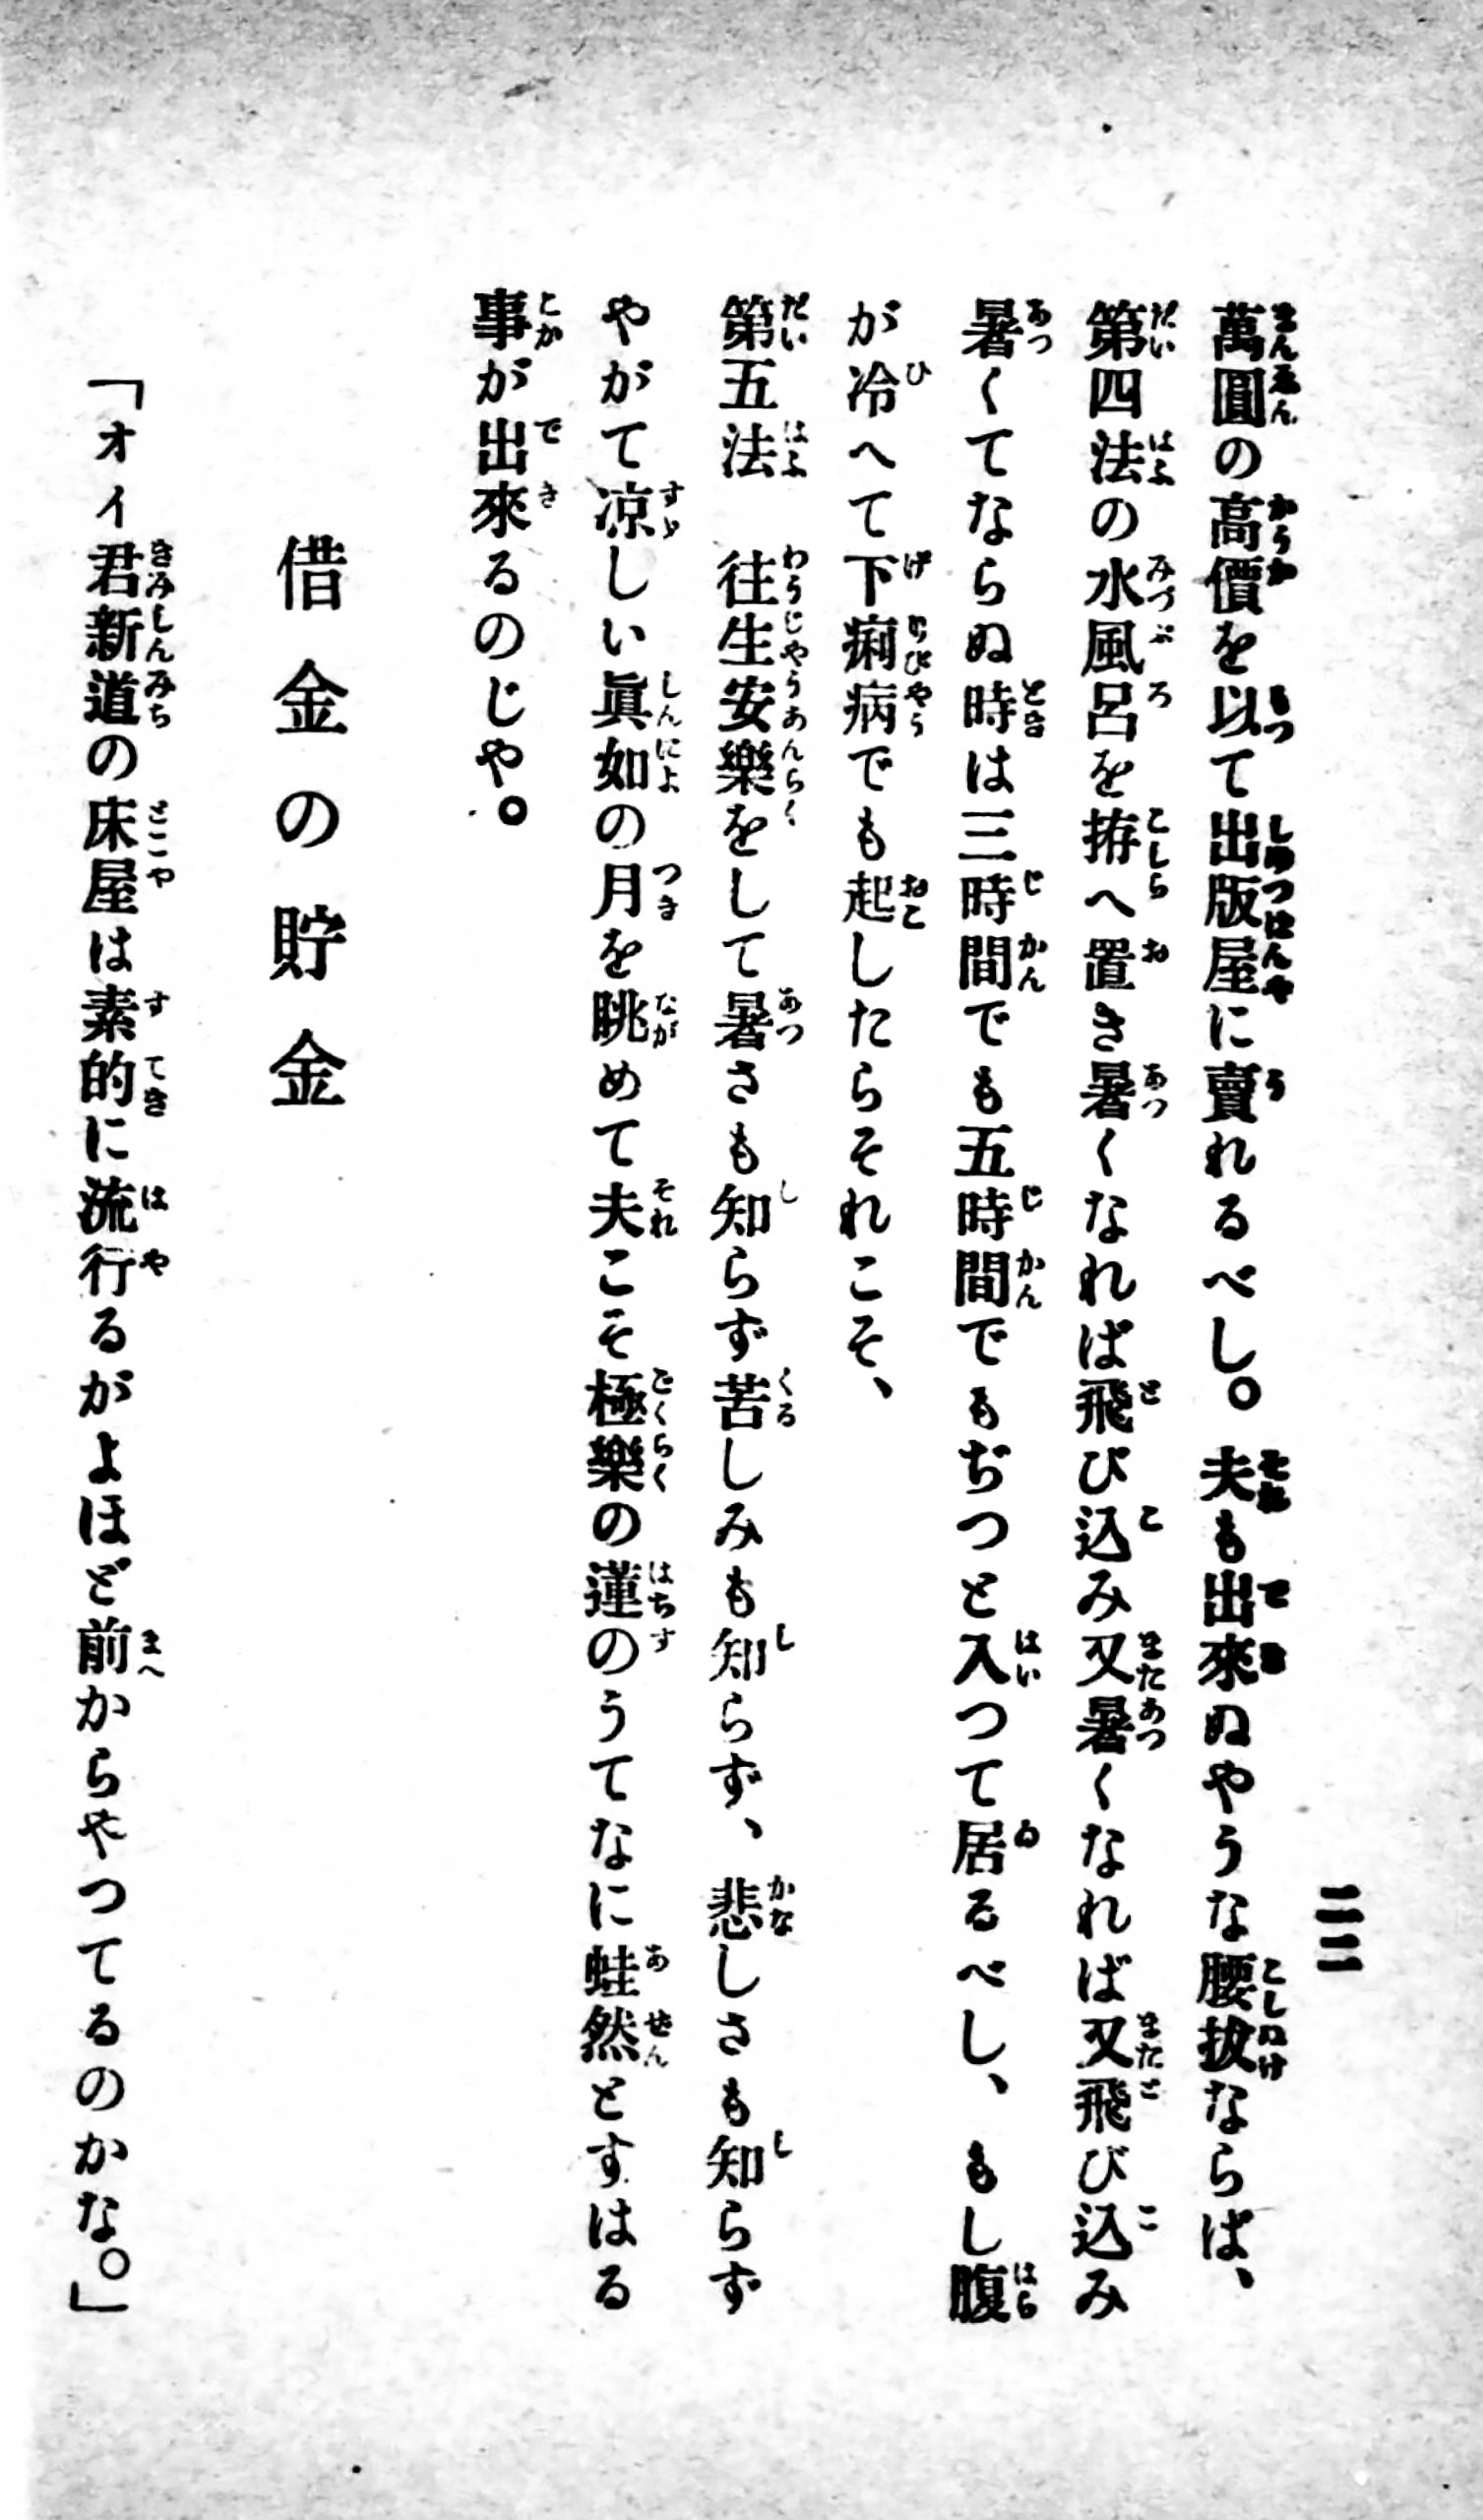 二二
萬圓の高價を以て出版屋に賣れるべし。夫も出來ぬやうな腰拔ならば、
第四法の水風呂を拵へ置き暑くなれば飛び込み又暑くなれば又飛び込み
暑くてならぬ時は三時間でも五時間でもぢつと入つて居るべし、もし腹
が冷へて下痢病でも起したらそれこそ、
第五法　往生安樂をして暑さも知らず苦しみも知らず、悲しさも知らず
やがて凉しい眞如の月を眺めて夫こそ極樂の蓮のうてなに蛙然とすはる
事が出來るのじや。
借金の貯金
「オイ君新道の床屋は素的に流行るがよほど前からやつてるのかな。」